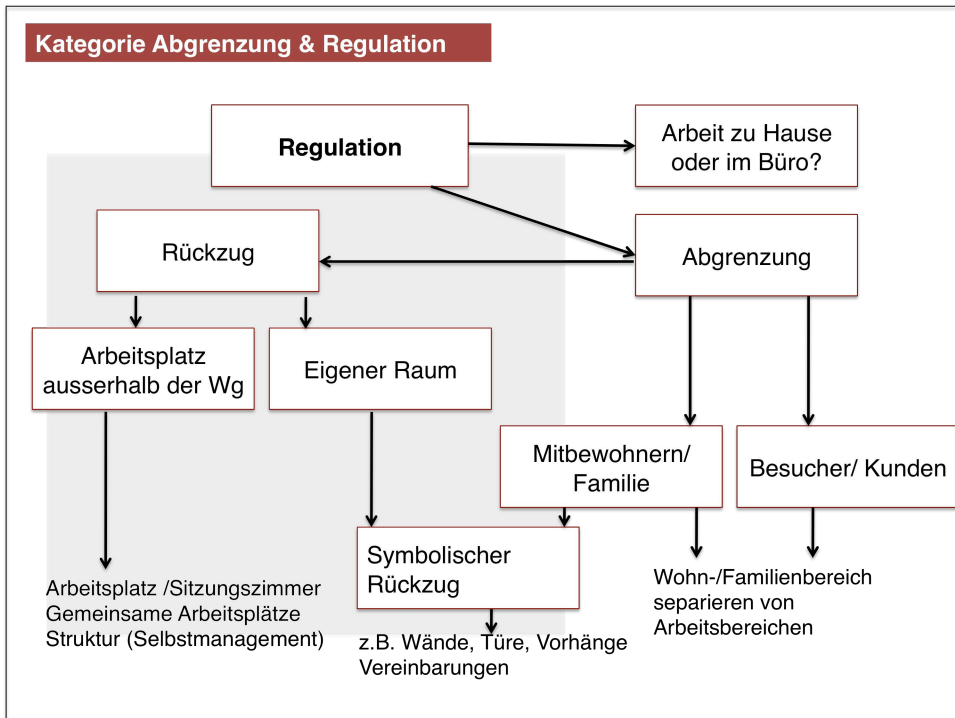 Kategorie Abgrenzung & Regulation
Regulation
Arbeit zu Hause
oder im Büro?
Rückzug
Abgrenzung
Arbeitsplatz
ausserhalb der Wg
Eigener Raum
Mitbewohnern/
Familie
Besucher/ Kunden
Symbolischer
Rückzug
Arbeitsplatz /Sitzungszimmer
Gemeinsame Arbeitsplätze
Struktur (Selbstmanagement)
Wohn-/Familienbereich
separieren von
Arbeitsbereichen
z.B. Wände, Türe, Vorhänge
Vereinbarungen